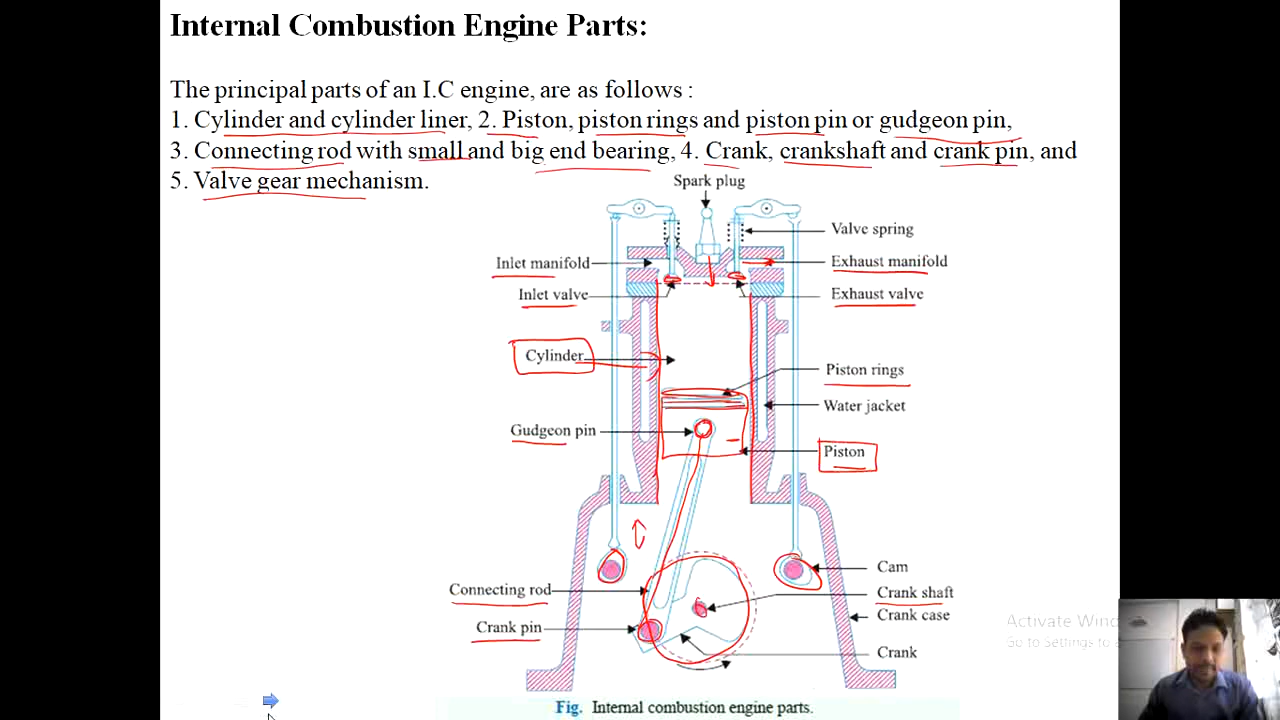 Internal Combustion Engine Parts:
The principal parts of an I.C engine, are as follows :
1. Cylinder and cylinder liner, 2. Piston, piston rings and piston pin or gudgeon pin,
3. Connecting rod with small and big end bearing, 4. Crank, crankshaft and crank pin, and
5. Valve gear mechanism.
Spark plug
Valve spring
Inlet manifold
Exhaust manifold
Inlet valve
Exhaust valve
Cylinder
Piston rings
Water jacket
Gudgeon pin
Piston
Cam
Connecting rod
Crank shaft
Crank case
Crank pin
Crank
Activate Wind
Go to Settings to
Fig. Internal combustion engine parts.